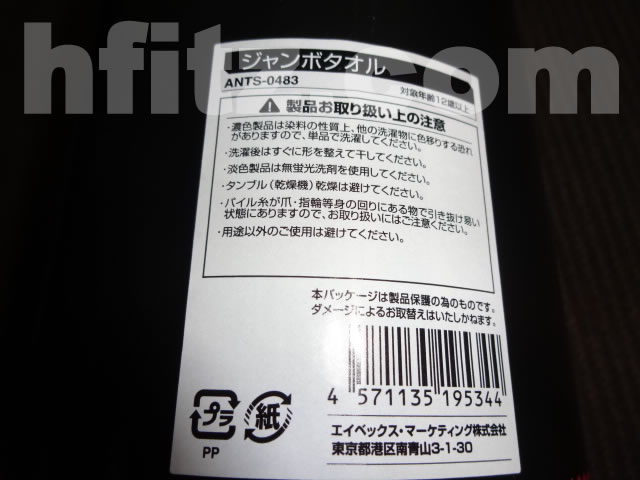 hfitz.com
ジャンボタオル
ANTS-0483
対象年齢12歳以上
製品お取り扱い上の注意
・濃色製品は染料の性質上、他の洗濯物に色移りする恐れ
がありますので、単品で洗濯してください。
・洗濯後はすぐに形を整えて干してください。
・淡色製品は無蛍光洗剤を使用してください。
・タンブル(乾燥機)乾燥は避けてください。
・パイル糸が爪・指輪等身の回りにある物で引き抜け易い
状態にありますので、お取り扱いにはご注意ください。
・用途以外のご使用は避けてください。
本パッケージは製品保護の為のものです。
ダメージによるお取替えはいたしかねます。
4 571135 195344
プラ 紙
PP
エイベックス・マーケティング株式会社
東京都港区南青山3-1-30